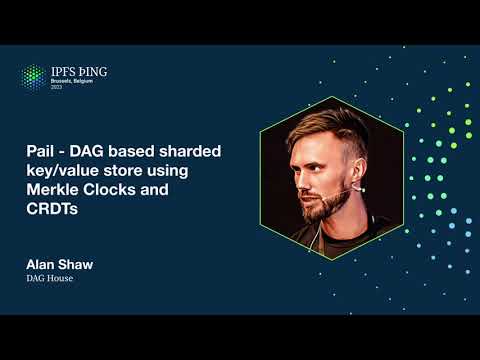 IPFS ÞING
Brussels, Belgium
2023
Pail - DAG based sharded
key/value store using
Merkle Clocks and
CRDTs
Alan Shaw
DAG House